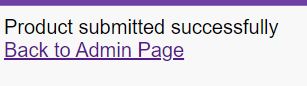 Product submitted successfully
Back to Admin Page